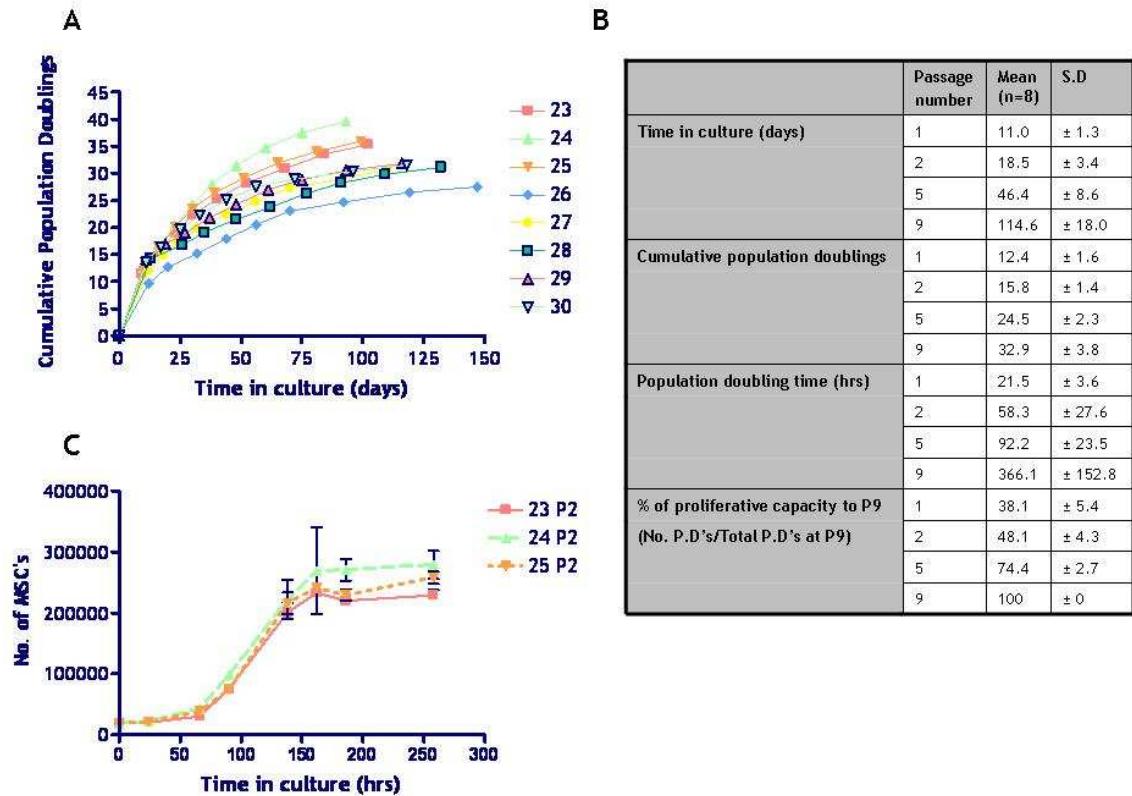 A
Cumulative Population Doublings
45
40
35
30
25
20
15
10
5
0
0 25 50 75 100 125 150
Time in culture (days)
23
24
25
26
27
28
29
30
B
Passage number Mean (n=8) S.D
Time in culture (days) 1 11.0 ± 1.3
2 18.5 ± 3.4
5 46.4 ± 8.6
9 114.6 ± 18.0
Cumulative population doublings 1 12.4 ± 1.6
2 15.8 ± 1.4
5 24.5 ± 2.3
9 32.9 ± 3.8
Population doubling time (hrs) 1 21.5 ± 3.6
2 58.3 ± 27.6
5 92.2 ± 23.5
9 366.1 ± 152.8
% of proliferative capacity to P9 1 38.1 ± 5.4
(No. P.D's/Total P.D's at P9) 2 48.1 ± 4.3
5 74.4 ± 2.7
9 100 ± 0
C
No. of MSC's
400000
300000
200000
100000
0
0 50 100 150 200 250 300
Time in culture (hrs)
23 P2
24 P2
25 P2